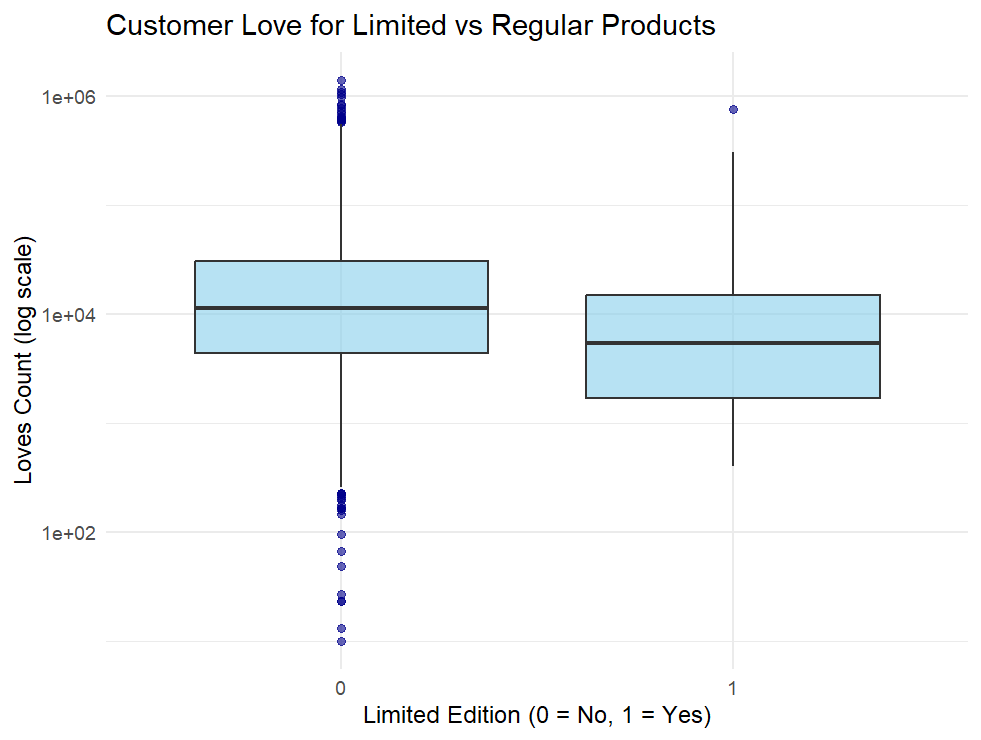 Customer Love for Limited vs Regular Products
Loves Count (log scale)
1e+06
1e+04
1e+02
0
1
Limited Edition (0 = No, 1 = Yes)